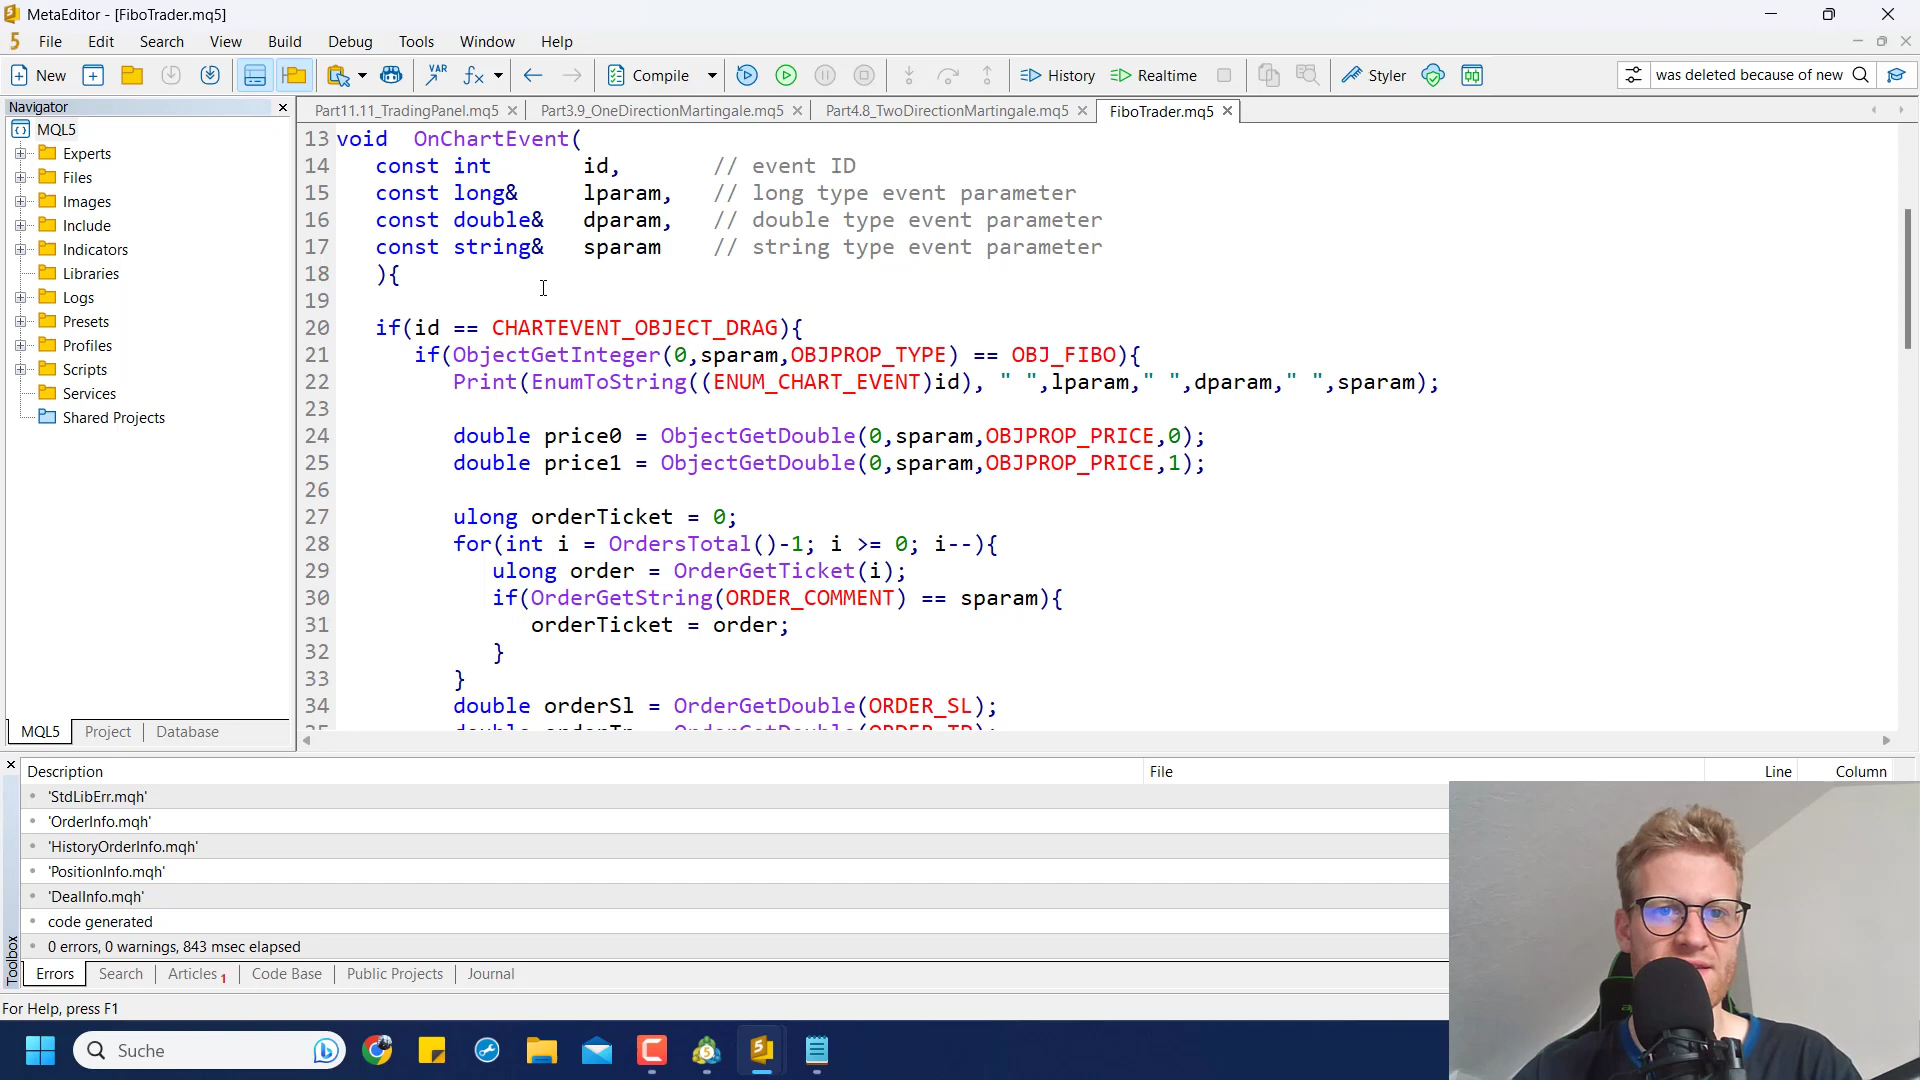 MetaEditor - [FiboTrader.mq5]
File Edit Search View Build Debug Tools Window Help
New Compile History Realtime Styler was deleted because of new
Navigator
Part11.11_TradingPanel.mq5 Part3.9_OneDirectionMartingale.mq5 Part4.8_TwoDirectionMartingale.mq5 FiboTrader.mq5
MQL5
Experts
Files
Images
Include
Indicators
Libraries
Logs
Presets
Profiles
Scripts
Services
Shared Projects
MQL5 Project Database
13 void OnChartEvent(
14 const int id, // event ID
15 const long& lparam, // long type event parameter
16 const double& dparam, // double type event parameter
17 const string& sparam // string type event parameter
18 ){
19
20 if(id == CHARTEVENT_OBJECT_DRAG){
21 if(ObjectGetInteger(0,sparam,OBJPROP_TYPE) == OBJ_FIBO){
22 Print(EnumToString((ENUM_CHART_EVENT)id), " ",lparam," ",dparam," ",sparam);
23
24 double price0 = ObjectGetDouble(0,sparam,OBJPROP_PRICE,0);
25 double price1 = ObjectGetDouble(0,sparam,OBJPROP_PRICE,1);
26
27 ulong orderTicket = 0;
28 for(int i = OrdersTotal()-1; i >= 0; i--){
29 ulong order = OrderGetTicket(i);
30 if(OrderGetString(ORDER_COMMENT) == sparam){
31 orderTicket = order;
32 }
33 }
34 double orderSl = OrderGetDouble(ORDER_SL);
Description File Line Column
'StdLibErr.mqh'
'OrderInfo.mqh'
'HistoryOrderInfo.mqh'
'PositionInfo.mqh'
'DealInfo.mqh'
code generated
0 errors, 0 warnings, 843 msec elapsed
Toolbox
Errors Search Articles 1 Code Base Public Projects Journal
For Help, press F1
Suche